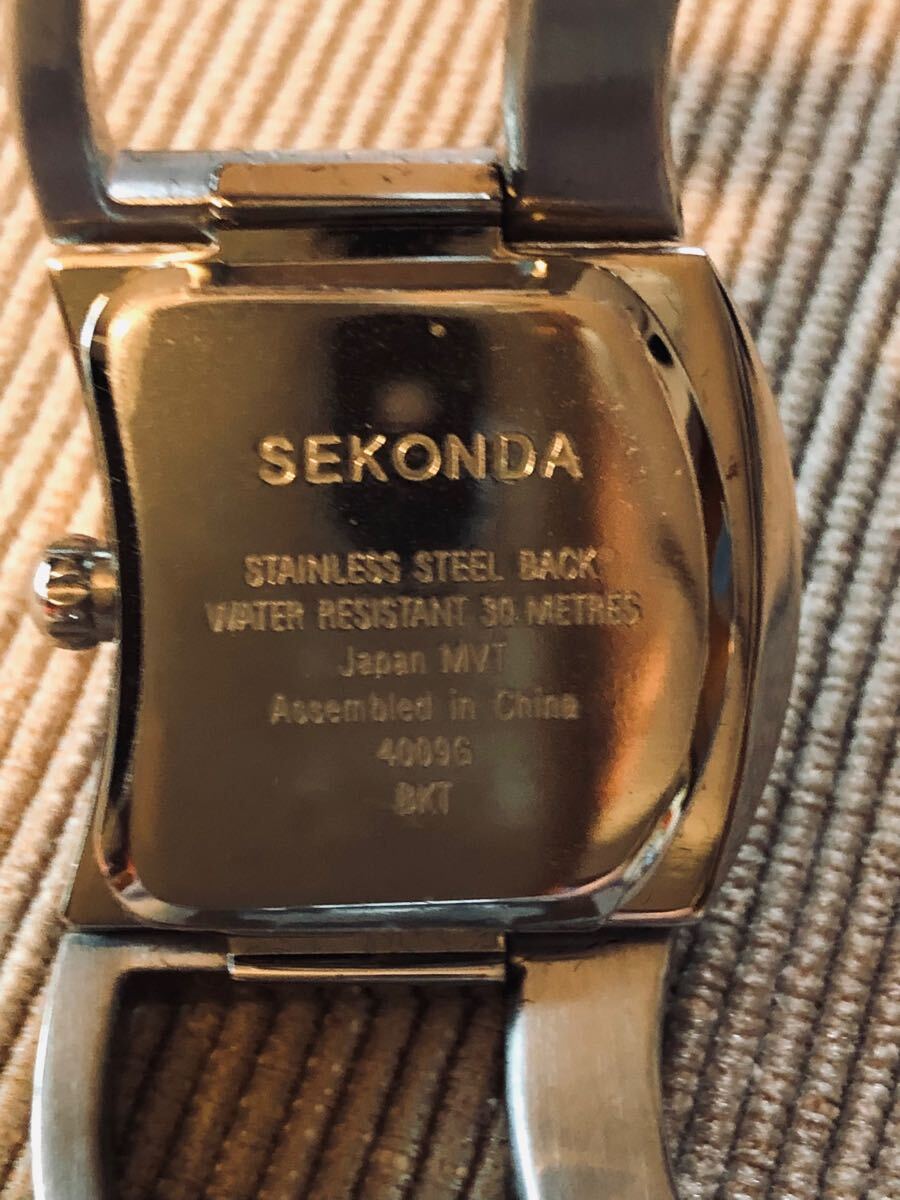 SEKONDA
STAINLESS STEEL BACK
WATER RESISTANT 30 METRES
Japan MVT
Assembled in China
4009G
BKT